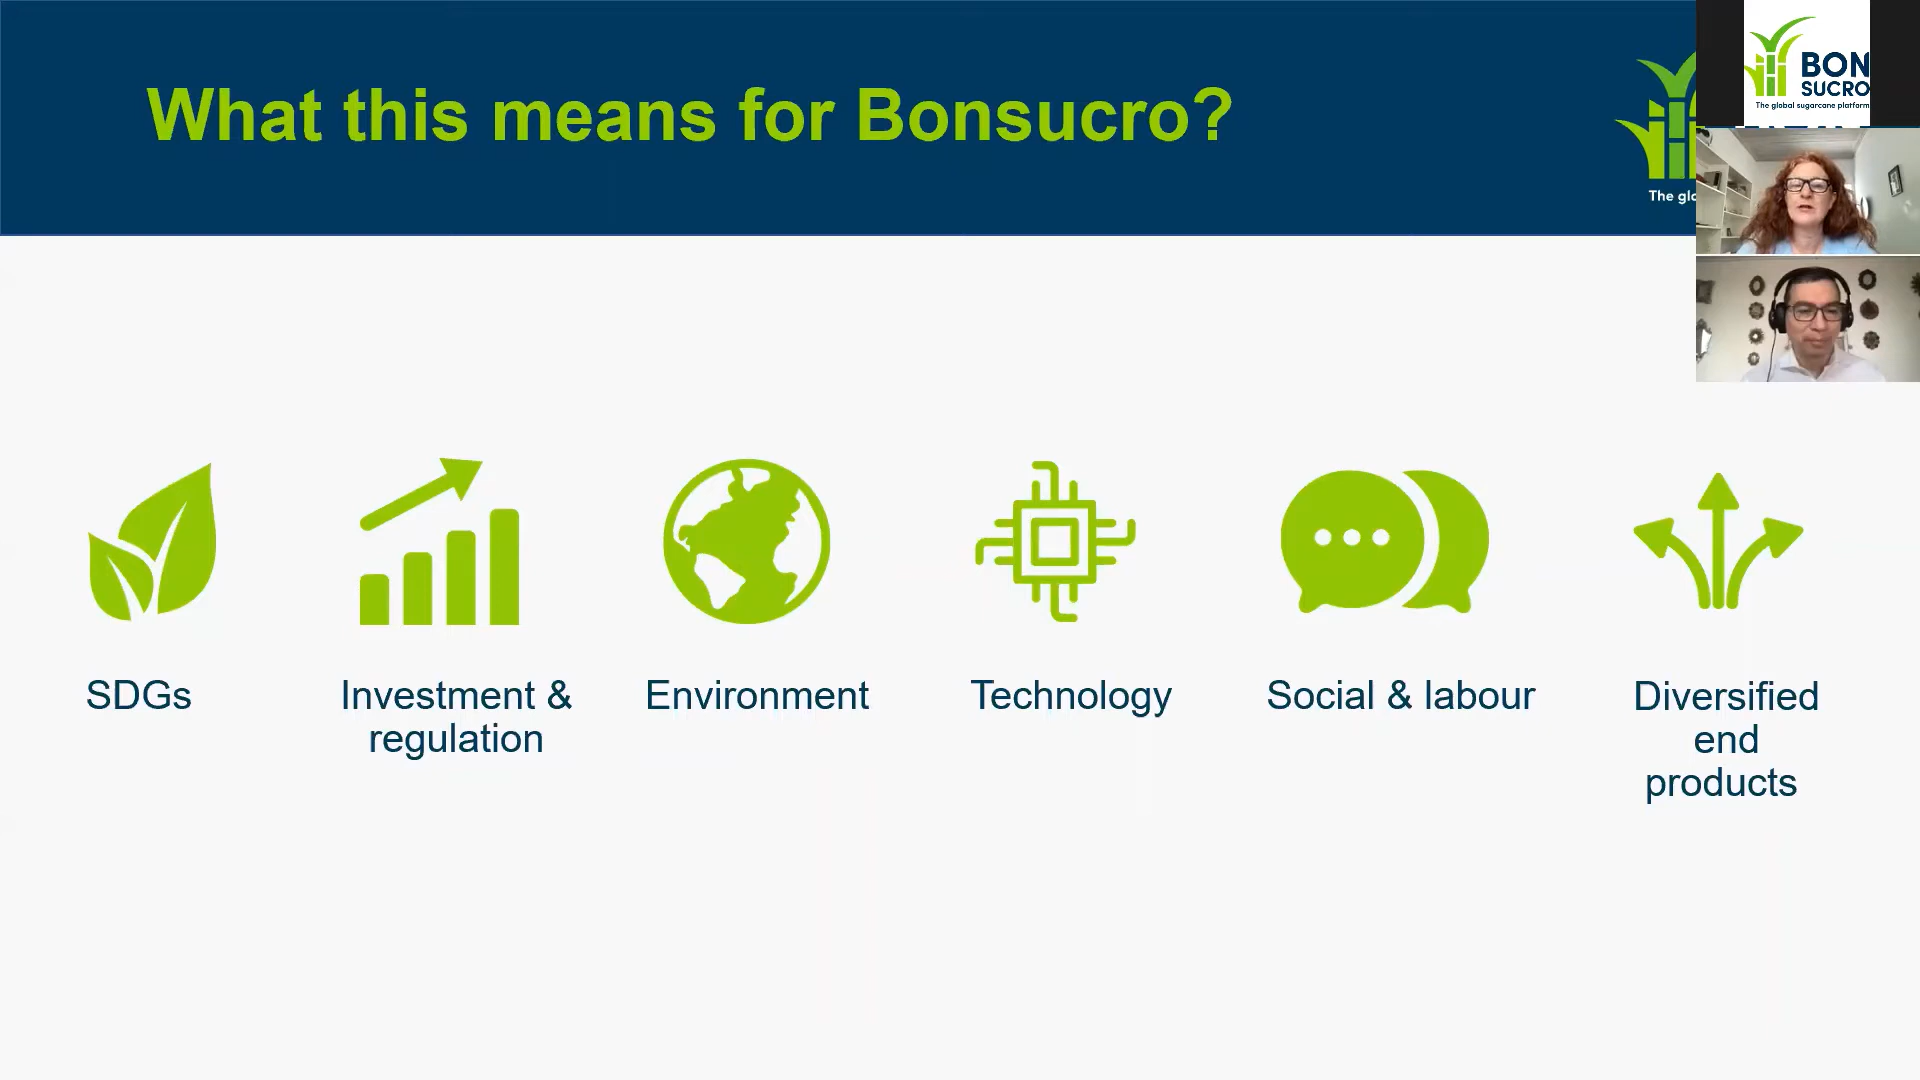 What this means for Bonsucro?
The glo
BON
SUCRO
The global sugarcane platform
SDGs
Investment &
regulation
Environment
Technology
Social & labour
Diversified
end
products